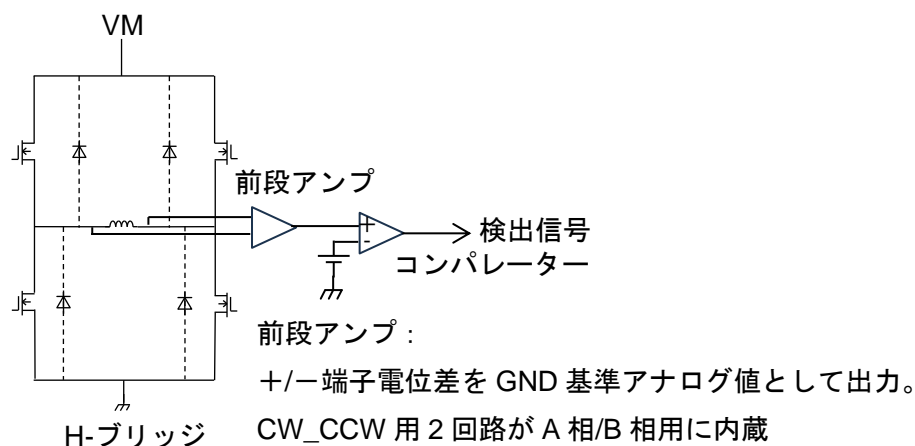 VM
前段アンプ
+
-
検出信号
コンパレーター
前段アンプ:
+/-端子電位差を GND 基準アナログ値として出力。
CW_CCW 用 2 回路が A 相/B 相用に内蔵
H-ブリッジ